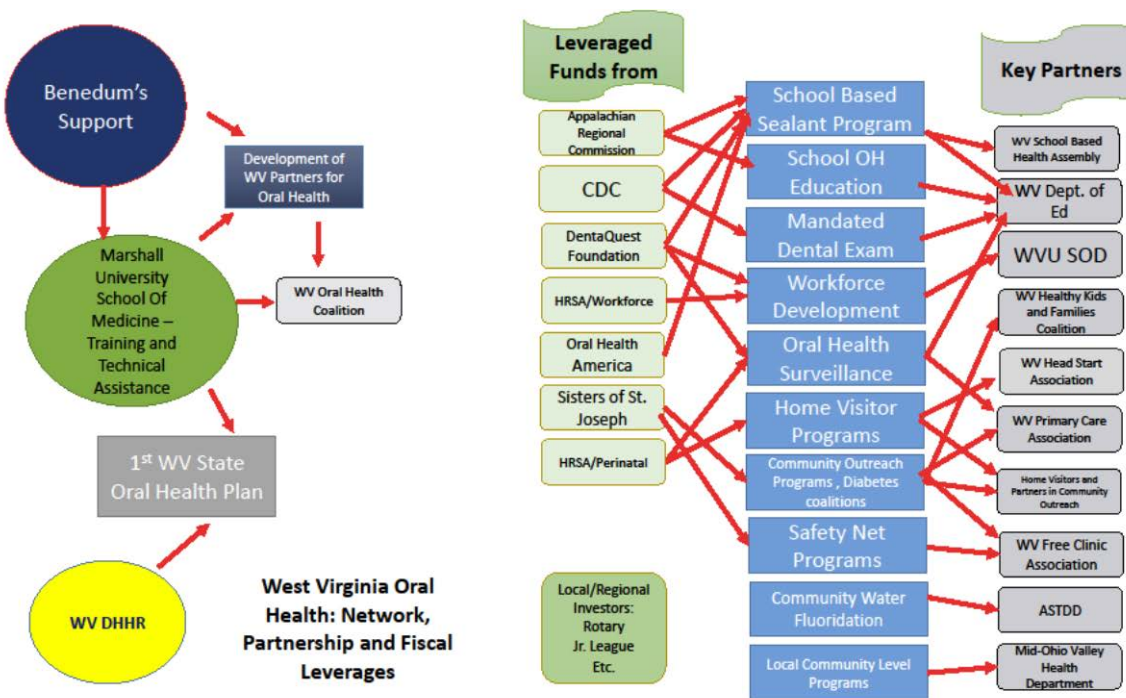 Benedum's
Support
Development of
WV Partners for
Oral Health
Marshall
University
School Of
Medicine –
Training and
Technical
Assistance
WV Oral Health
Coalition
1st WV State
Oral Health Plan
WV DHHR
West Virginia Oral
Health: Network,
Partnership and Fiscal
Leverages
Leveraged
Funds from
Appalachian
Regional
Commission
CDC
DentaQuest
Foundation
HRSA/Workforce
Oral Health
America
Sisters of St.
Joseph
HRSA/Perinatal
Local/Regional
Investors:
Rotary
Jr. League
Etc.
School Based
Sealant Program
School OH
Education
Mandated
Dental Exam
Workforce
Development
Oral Health
Surveillance
Home Visitor
Programs
Community Outreach
Programs , Diabetes
coalitions
Safety Net
Programs
Community Water
Fluoridation
Local Community Level
Programs
Key Partners
WV School Based
Health Assembly
WV Dept. of
Ed
WVU SOD
WV Healthy Kids
and Families
Coalition
WV Head Start
Association
WV Primary Care
Association
Home Visitors and
Partners in Community
Outreach
WV Free Clinic
Association
ASTDD
Mid-Ohio Valley
Health
Department